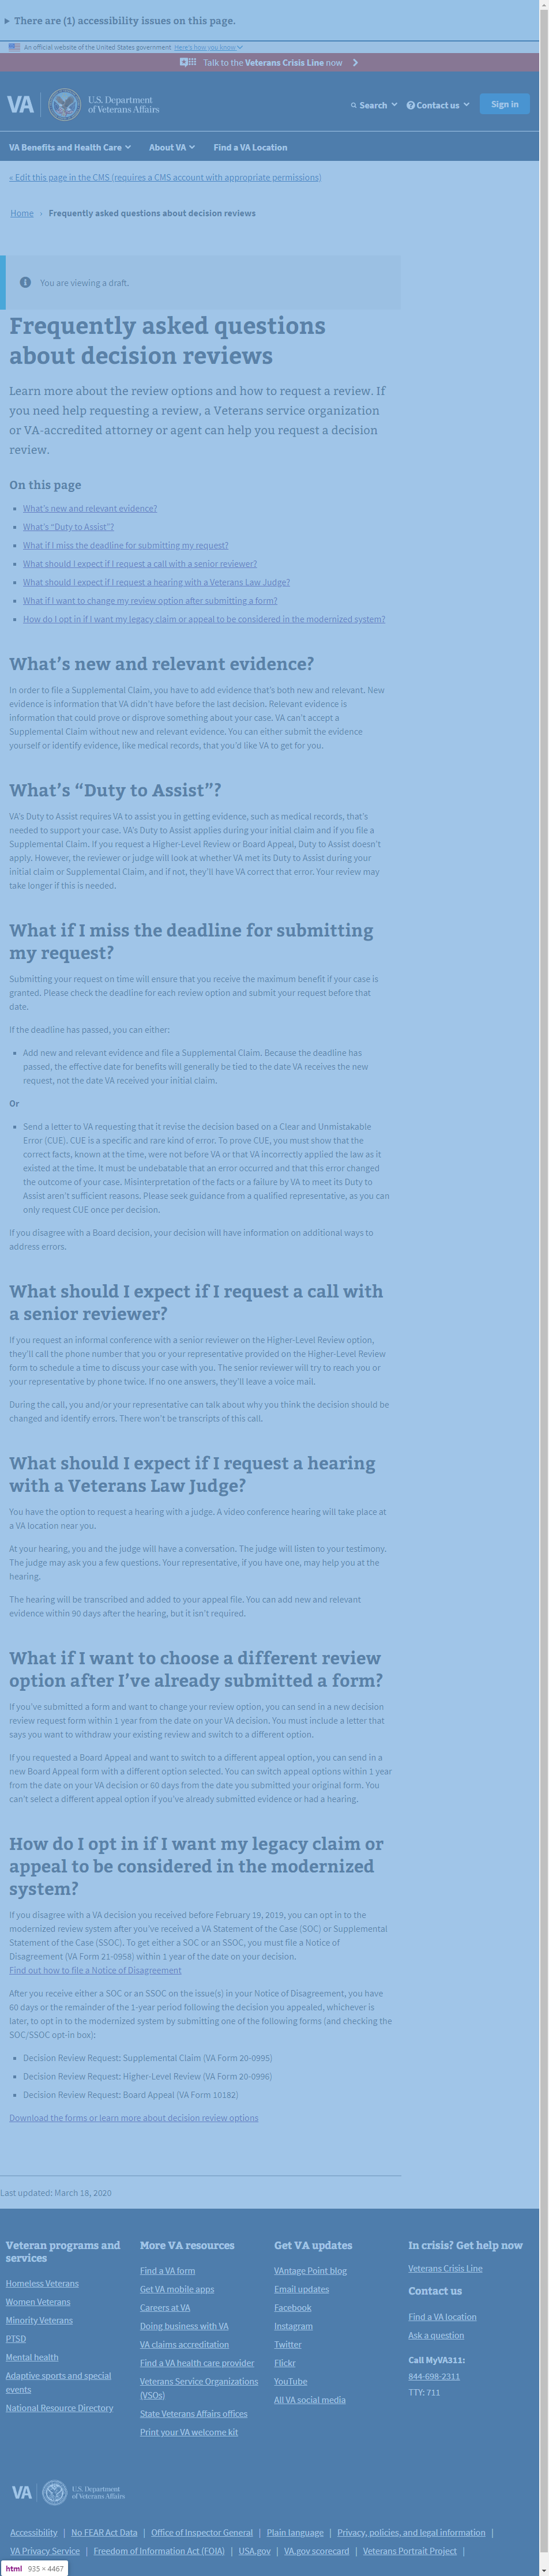 ▶ There are (1) accessibility issues on this page.
An official website of the United States government Here's how you know
Talk to the Veterans Crisis Line now
VA U.S. Department of Veterans Affairs
Search Contact us Sign in
VA Benefits and Health Care About VA Find a VA Location
« Edit this page in the CMS (requires a CMS account with appropriate permissions)
Home › Frequently asked questions about decision reviews
You are viewing a draft.
Frequently asked questions
about decision reviews
Learn more about the review options and how to request a review. If
you need help requesting a review, a Veterans service organization
or VA-accredited attorney or agent can help you request a decision
review.
On this page
What's new and relevant evidence?
What's “Duty to Assist”?
What if I miss the deadline for submitting my request?
What should I expect if I request a call with a senior reviewer?
What should I expect if I request a hearing with a Veterans Law Judge?
What if I want to change my review option after submitting a form?
How do I opt in if I want my legacy claim or appeal to be considered in the modernized system?
What’s new and relevant evidence?
In order to file a Supplemental Claim, you have to add evidence that’s both new and relevant. New
evidence is information that VA didn’t have before the last decision. Relevant evidence is
information that could prove or disprove something about your case. VA can’t accept a
Supplemental Claim without new and relevant evidence. You can either submit the evidence
yourself or identify evidence, like medical records, that you’d like VA to get for you.
What’s “Duty to Assist”?
VA’s Duty to Assist requires VA to assist you in getting evidence, such as medical records, that’s
needed to support your case. VA’s Duty to Assist applies during your initial claim and if you file a
Supplemental Claim. If you request a Higher-Level Review or Board Appeal, Duty to Assist doesn’t
apply. However, the reviewer or judge will look at whether VA met its Duty to Assist during your
initial claim or Supplemental Claim, and if not, they’ll have VA correct that error. Your review may
take longer if this is needed.
What if I miss the deadline for submitting
my request?
Submitting your request on time will ensure that you receive the maximum benefit if your case is
granted. Please check the deadline for each review option and submit your request before that
date.
If the deadline has passed, you can either:
Add new and relevant evidence and file a Supplemental Claim. Because the deadline has
passed, the effective date for benefits will generally be tied to the date VA receives the new
request, not the date VA received your initial claim.
Or
Send a letter to VA requesting that it revise the decision based on a Clear and Unmistakable
Error (CUE). CUE is a specific and rare kind of error. To prove CUE, you must show that the
correct facts, known at the time, were not before VA or that VA incorrectly applied the law as it
existed at the time. It must be undebatable that an error occurred and that this error changed
the outcome of your case. Misinterpretation of the facts or a failure by VA to meet its Duty to
Assist aren’t sufficient reasons. Please seek guidance from a qualified representative, as you can
only request CUE once per decision.
If you disagree with a Board decision, your decision will have information on additional ways to
address errors.
What should I expect if I request a call with
a senior reviewer?
If you request an informal conference with a senior reviewer on the Higher-Level Review option,
they’ll call the phone number that you or your representative provided on the Higher-Level Review
form to schedule a time to discuss your case with you. The senior reviewer will try to reach you or
your representative by phone twice. If no one answers, they’ll leave a voice mail.
During the call, you and/or your representative can talk about why you think the decision should be
changed and identify errors. There won’t be transcripts of this call.
What should I expect if I request a hearing
with a Veterans Law Judge?
You have the option to request a hearing with a judge. A video conference hearing will take place at
a VA location near you.
At your hearing, you and the judge will have a conversation. The judge will listen to your testimony.
The judge may ask you a few questions. Your representative, if you have one, may help you at the
hearing.
The hearing will be transcribed and added to your appeal file. You can add new and relevant
evidence within 90 days after the hearing, but it isn’t required.
What if I want to choose a different review
option after I’ve already submitted a form?
If you’ve submitted a form and want to change your review option, you can send in a new decision
review request form within 1 year from the date on your VA decision. You must include a letter that
says you want to withdraw your existing review and switch to a different option.
If you requested a Board Appeal and want to switch to a different appeal option, you can send in a
new Board Appeal form with a different option selected. You can switch appeal options within 1 year
from the date on your VA decision or 60 days from the date you submitted your original form. You
can’t select a different appeal option if you’ve already submitted evidence or had a hearing.
How do I opt in if I want my legacy claim or
appeal to be considered in the modernized
system?
If you disagree with a VA decision you received before February 19, 2019, you can opt in to the
modernized review system after you’ve received a VA Statement of the Case (SOC) or Supplemental
Statement of the Case (SSOC). To get either a SOC or an SSOC, you must file a Notice of
Disagreement (VA Form 21-0958) within 1 year of the date on your decision.
Find out how to file a Notice of Disagreement
After you receive either a SOC or an SSOC on the issue(s) in your Notice of Disagreement, you have
60 days or the remainder of the 1-year period following the decision you appealed, whichever is
later, to opt in to the modernized system by submitting one of the following forms (and checking the
SOC/SSOC opt-in box):
Decision Review Request: Supplemental Claim (VA Form 20-0995)
Decision Review Request: Higher-Level Review (VA Form 20-0996)
Decision Review Request: Board Appeal (VA Form 10182)
Download the forms or learn more about decision review options
Last updated: March 18, 2020
Veteran programs and
services
Homeless Veterans
Women Veterans
Minority Veterans
PTSD
Mental health
Adaptive sports and special
events
National Resource Directory
More VA resources
Find a VA form
Get VA mobile apps
Careers at VA
Doing business with VA
VA claims accreditation
Find a VA health care provider
Veterans Service Organizations
(VSOs)
State Veterans Affairs offices
Print your VA welcome kit
Get VA updates
VAntage Point blog
Email updates
Facebook
Instagram
Twitter
Flickr
YouTube
All VA social media
In crisis? Get help now
Veterans Crisis Line
Contact us
Find a VA location
Ask a question
Call MyVA311:
844-698-2311
TTY: 711
VA U.S. Department of Veterans Affairs
Accessibility | No FEAR Act Data | Office of Inspector General | Plain language | Privacy, policies, and legal information |
VA Privacy Service | Freedom of Information Act (FOIA) | USA.gov | VA.gov scorecard | Veterans Portrait Project |
html 935 × 4467